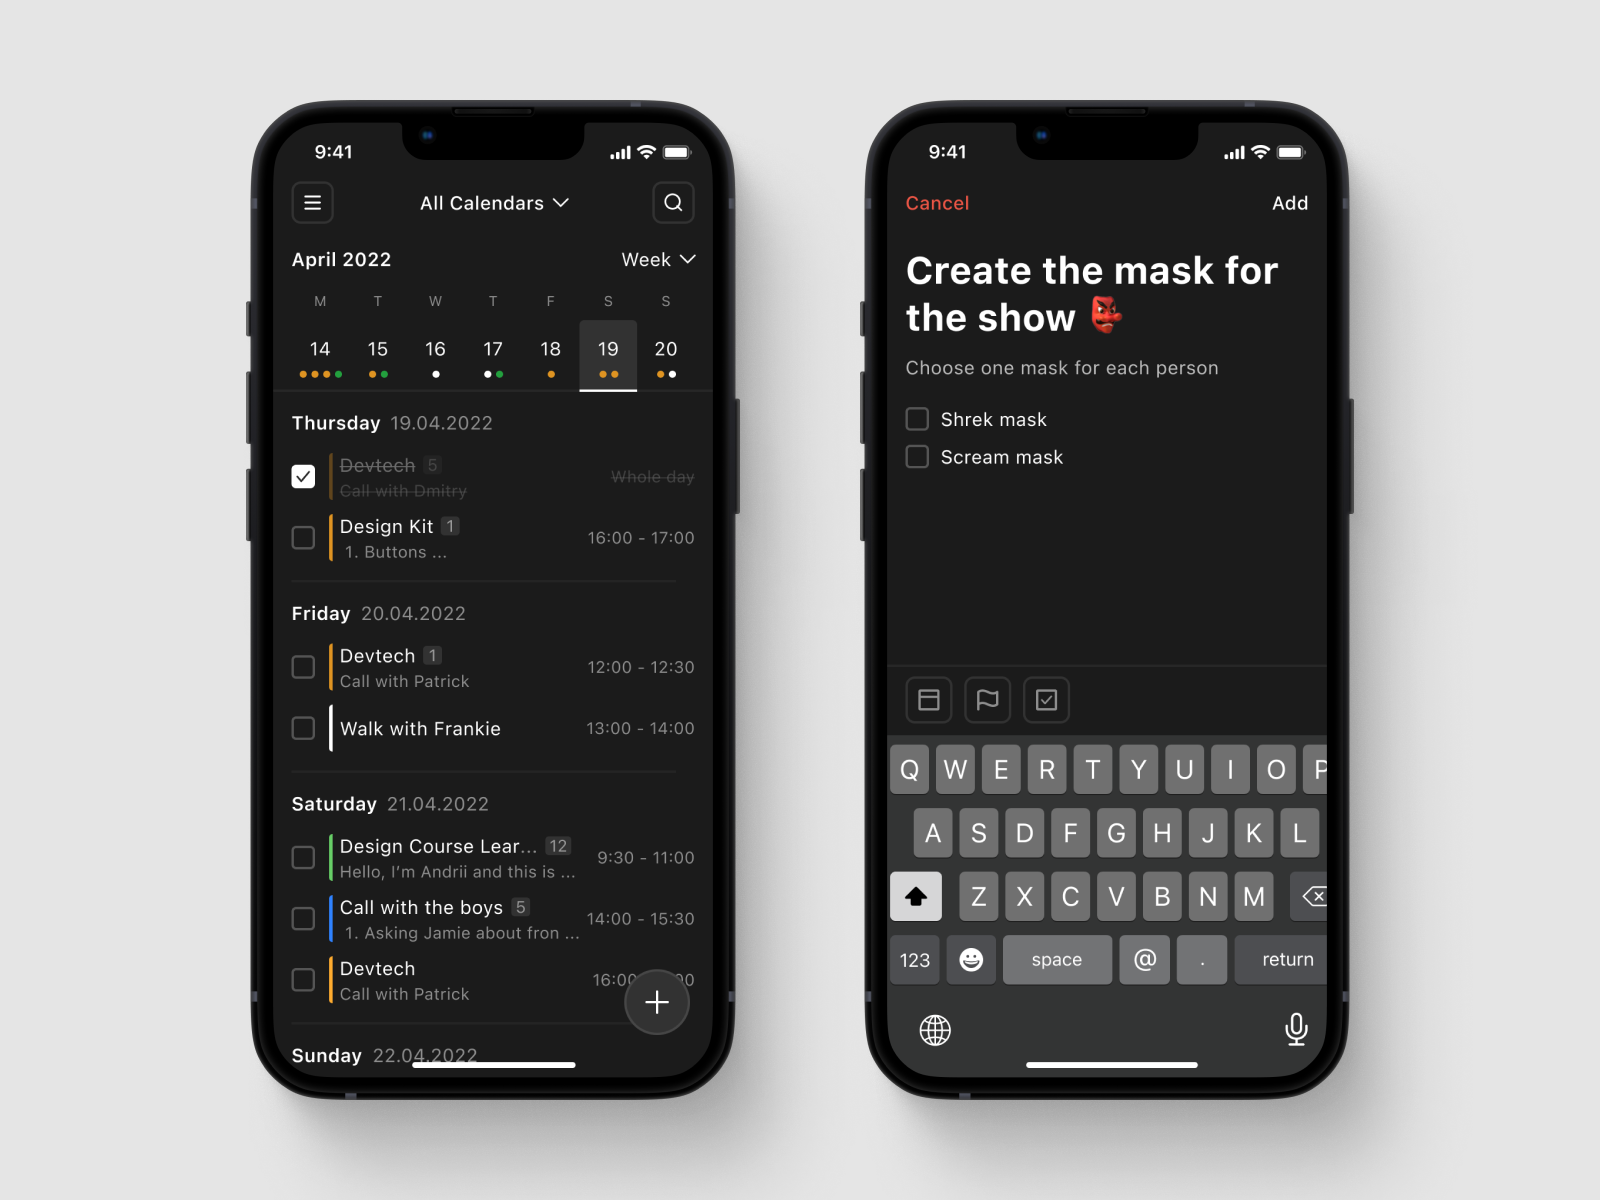 9:41
All Calendars
April 2022
Week
M T W T F S S
14 15 16 17 18 19 20
Thursday 19.04.2022
Devtech 5
Call with Dmitry
Whole day
Design Kit 1
1. Buttons ...
16:00 - 17:00
Friday 20.04.2022
Devtech 1
Call with Patrick
12:00 - 12:30
Walk with Frankie
13:00 - 14:00
Saturday 21.04.2022
Design Course Lear... 12
Hello, I’m Andrii and this is ...
9:30 - 11:00
Call with the boys 5
1. Asking Jamie about fron ...
14:00 - 15:30
Devtech
Call with Patrick
Sunday 22.04.2022
9:41
Cancel
Add
Create the mask for
the show 👺
Choose one mask for each person
Shrek mask
Scream mask
Q W E R T Y U I O P
A S D F G H J K L
Z X C V B N M
123 space @ . return